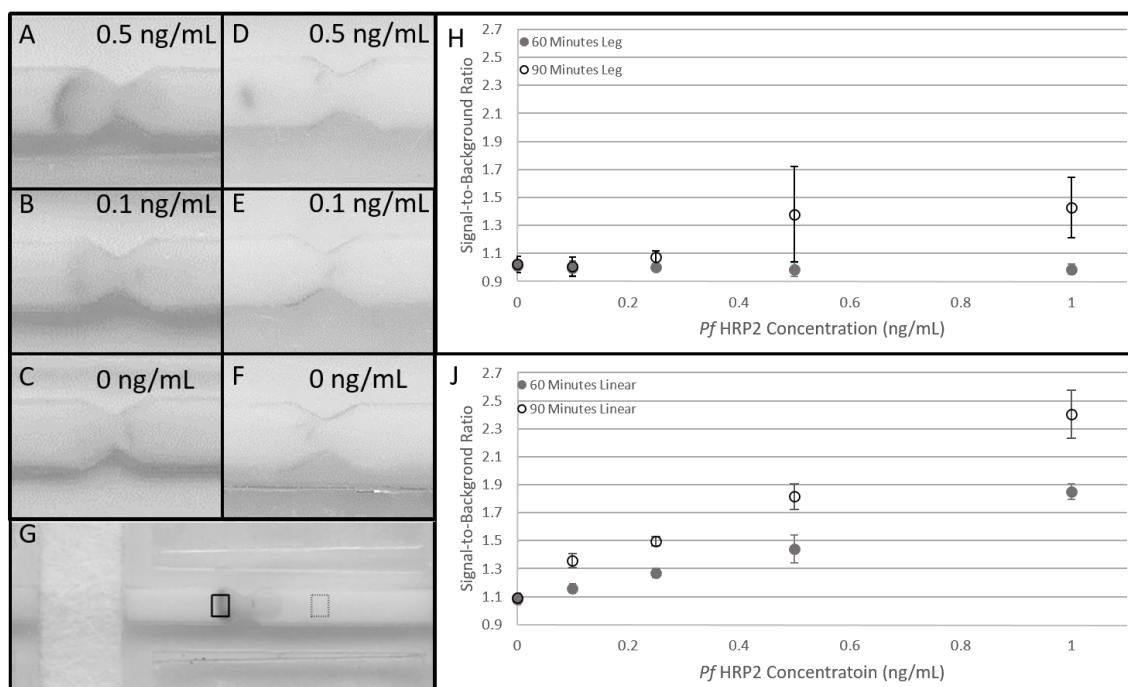 A 0.5 ng/mL
D 0.5 ng/mL
B 0.1 ng/mL
E 0.1 ng/mL
C 0 ng/mL
F 0 ng/mL
G
H
2.7
2.5
2.3
2.1
1.9
1.7
1.5
1.3
1.1
0.9
Signal-to-Background Ratio
60 Minutes Leg
90 Minutes Leg
0 0.2 0.4 0.6 0.8 1
Pf HRP2 Concentration (ng/mL)
J
2.7
2.5
2.3
2.1
1.9
1.7
1.5
1.3
1.1
0.9
Signal-to-Backgrond Ratio
60 Minutes Linear
90 Minutes Linear
0 0.2 0.4 0.6 0.8 1
Pf HRP2 Concentratoin (ng/mL)